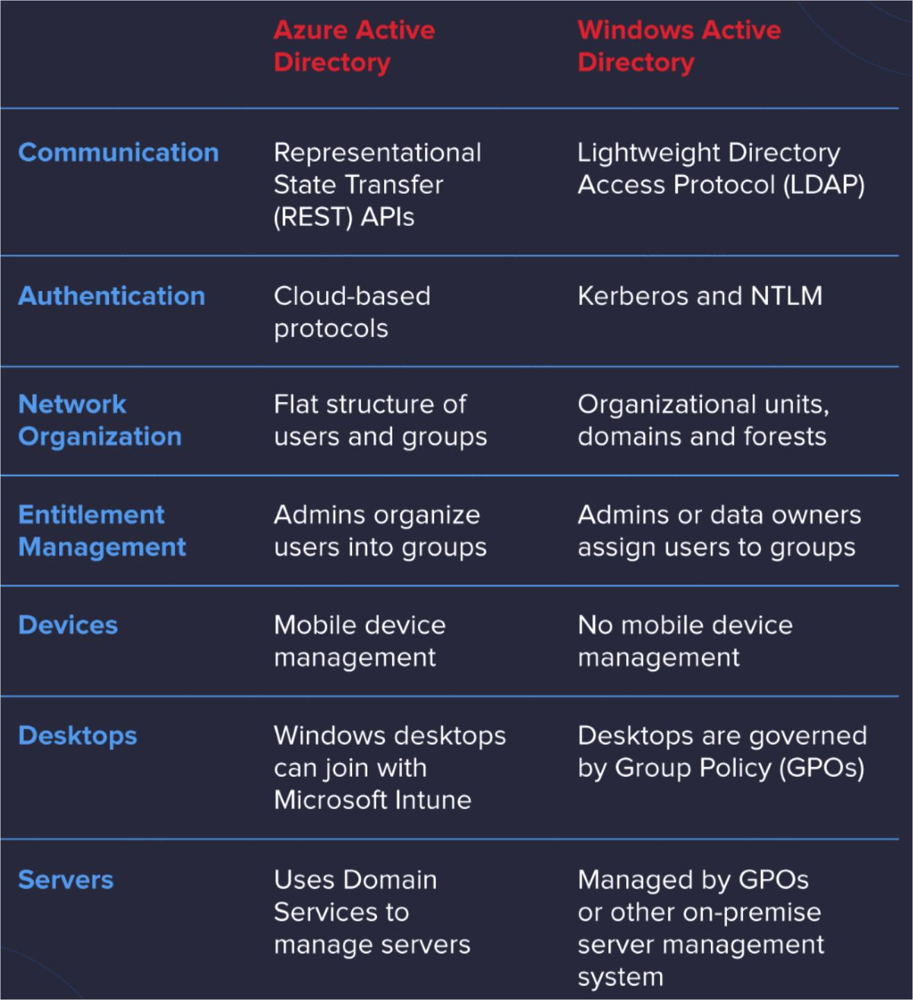 Azure Active
Directory
Windows Active
Directory
Communication
Representational
State Transfer
(REST) APIs
Lightweight Directory
Access Protocol (LDAP)
Authentication
Cloud-based
protocols
Kerberos and NTLM
Network
Organization
Flat structure of
users and groups
Organizational units,
domains and forests
Entitlement
Management
Admins organize
users into groups
Admins or data owners
assign users to groups
Devices
Mobile device
management
No mobile device
management
Desktops
Windows desktops
can join with
Microsoft Intune
Desktops are governed
by Group Policy (GPOs)
Servers
Uses Domain
Services to
manage servers
Managed by GPOs
or other on-premise
server management
system